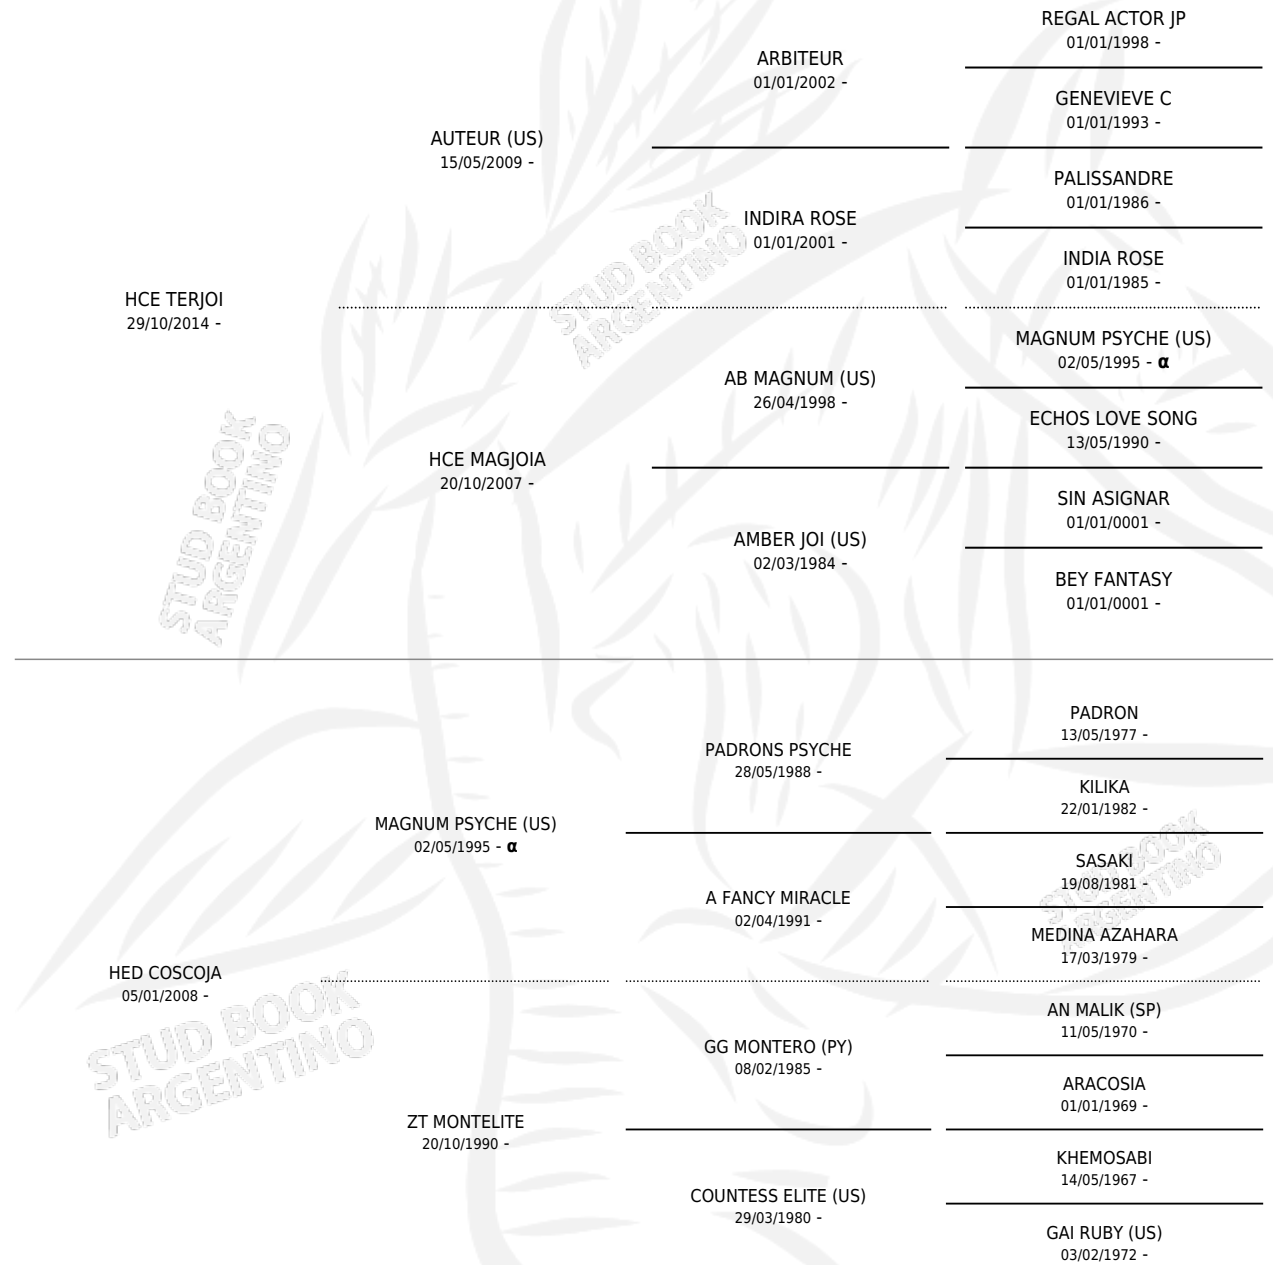 REGAL ACTOR JP
01/01/1998 -
ARBITEUR
01/01/2002 -
GENEVIEVE C
01/01/1993 -
AUTEUR (US)
15/05/2009 -
PALISSANDRE
01/01/1986 -
INDIRA ROSE
01/01/2001 -
INDIA ROSE
01/01/1985 -
HCE TERJOI
29/10/2014 -
MAGNUM PSYCHE (US)
02/05/1995 - α
AB MAGNUM (US)
26/04/1998 -
ECHOS LOVE SONG
13/05/1990 -
HCE MAGJOIA
20/10/2007 -
SIN ASIGNAR
01/01/0001 -
AMBER JOI (US)
02/03/1984 -
BEY FANTASY
01/01/0001 -
PADRON
13/05/1977 -
PADRONS PSYCHE
28/05/1988 -
KILIKA
22/01/1982 -
MAGNUM PSYCHE (US)
02/05/1995 - α
SASAKI
19/08/1981 -
A FANCY MIRACLE
02/04/1991 -
MEDINA AZAHARA
17/03/1979 -
HED COSCOJA
05/01/2008 -
AN MALIK (SP)
11/05/1970 -
GG MONTERO (PY)
08/02/1985 -
ARACOSIA
01/01/1969 -
ZT MONTELITE
20/10/1990 -
KHEMOSABI
14/05/1967 -
COUNTESS ELITE (US)
29/03/1980 -
GAI RUBY (US)
03/02/1972 -
STUD BOOK
ARGENTINO
STUD BOOK
ARGENTINO
STUD BOOK
ARGENTINO
STUD BOOK
ARGENTINO